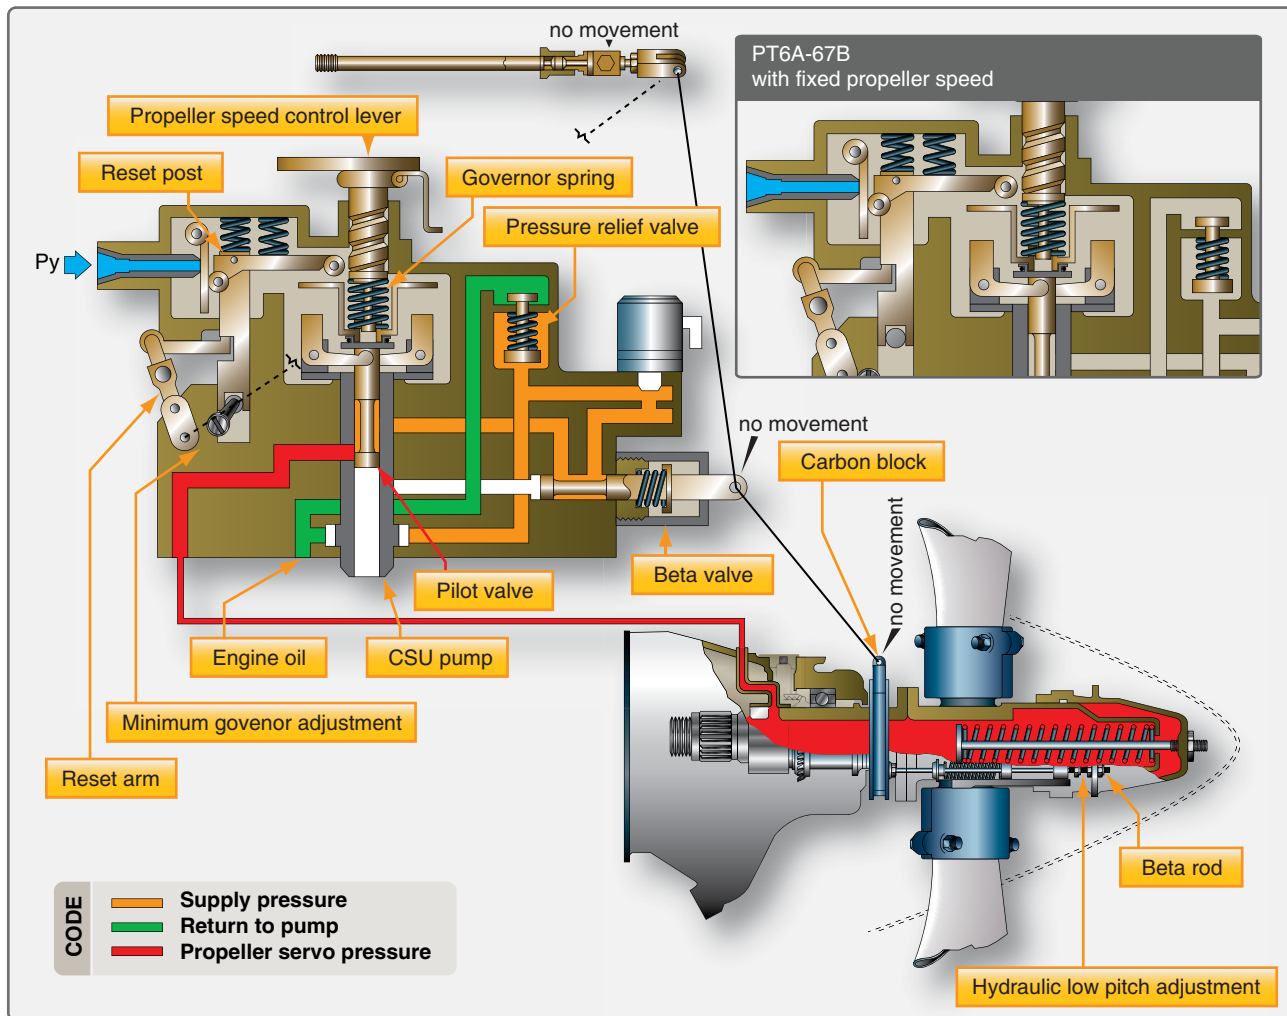 no movement
PT6A-67B
with fixed propeller speed
Propeller speed control lever
Reset post
Governor spring
Pressure relief valve
Py
no movement
Carbon block
no movement
Beta valve
Pilot valve
Engine oil
CSU pump
Minimum govenor adjustment
Reset arm
Beta rod
Hydraulic low pitch adjustment
CODE
Supply pressure
Return to pump
Propeller servo pressure